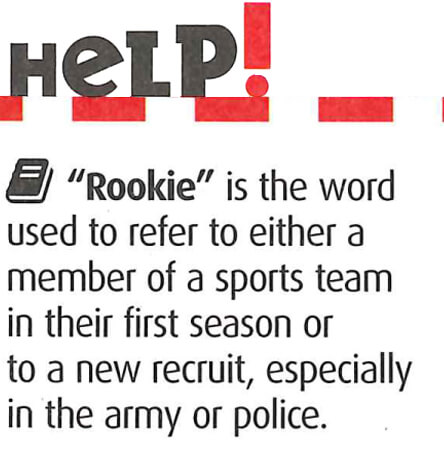 HeLP!
“Rookie” is the word
used to refer to either a
member of a sports team
in their first season or
to a new recruit, especially
in the army or police.